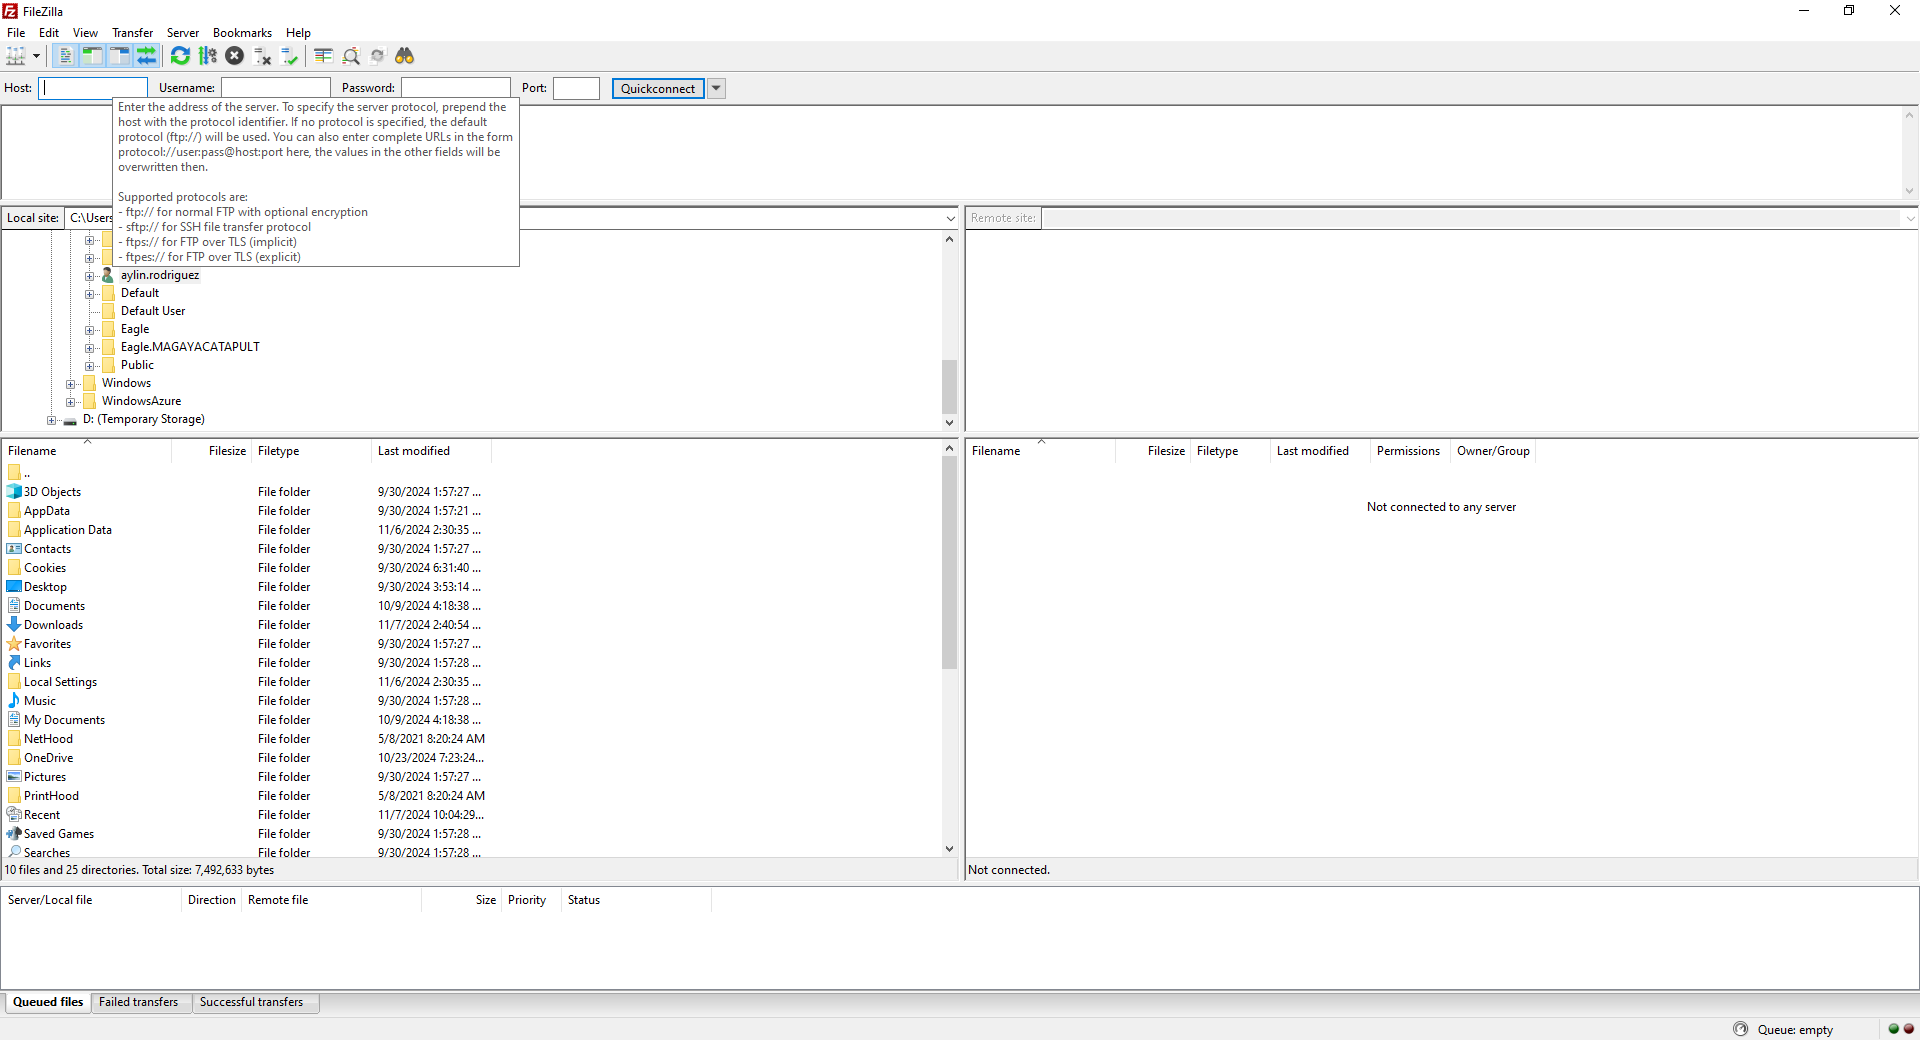 FileZilla
File Edit View Transfer Server Bookmarks Help
Host: Username: Password: Port: Quickconnect
Enter the address of the server. To specify the server protocol, prepend the
host with the protocol identifier. If no protocol is specified, the default
protocol (ftp://) will be used. You can also enter complete URLs in the form
protocol://user:pass@host:port here, the values in the other fields will be
overwritten then.
Supported protocols are:
- ftp:// for normal FTP with optional encryption
- sftp:// for SSH file transfer protocol
- ftps:// for FTP over TLS (implicit)
- ftpes:// for FTP over TLS (explicit)
Local site: C:\Users
aylin.rodriguez
Default
Default User
Eagle
Eagle.MAGAYACATAPULT
Public
Windows
WindowsAzure
D: (Temporary Storage)
Remote site:
Filename Filesize Filetype Last modified
..
3D Objects File folder 9/30/2024 1:57:27 ...
AppData File folder 9/30/2024 1:57:21 ...
Application Data File folder 11/6/2024 2:30:35 ...
Contacts File folder 9/30/2024 1:57:27 ...
Cookies File folder 9/30/2024 6:31:40 ...
Desktop File folder 9/30/2024 3:53:14 ...
Documents File folder 10/9/2024 4:18:38 ...
Downloads File folder 11/7/2024 2:40:54 ...
Favorites File folder 9/30/2024 1:57:27 ...
Links File folder 9/30/2024 1:57:28 ...
Local Settings File folder 11/6/2024 2:30:35 ...
Music File folder 9/30/2024 1:57:28 ...
My Documents File folder 10/9/2024 4:18:38 ...
NetHood File folder 5/8/2021 8:20:24 AM
OneDrive File folder 10/23/2024 7:23:24...
Pictures File folder 9/30/2024 1:57:27 ...
PrintHood File folder 5/8/2021 8:20:24 AM
Recent File folder 11/7/2024 10:04:29...
Saved Games File folder 9/30/2024 1:57:28 ...
Searches File folder 9/30/2024 1:57:28 ...
10 files and 25 directories. Total size: 7,492,633 bytes
Filename Filesize Filetype Last modified Permissions Owner/Group
Not connected to any server
Not connected.
Server/Local file Direction Remote file Size Priority Status
Queued files Failed transfers Successful transfers
Queue: empty